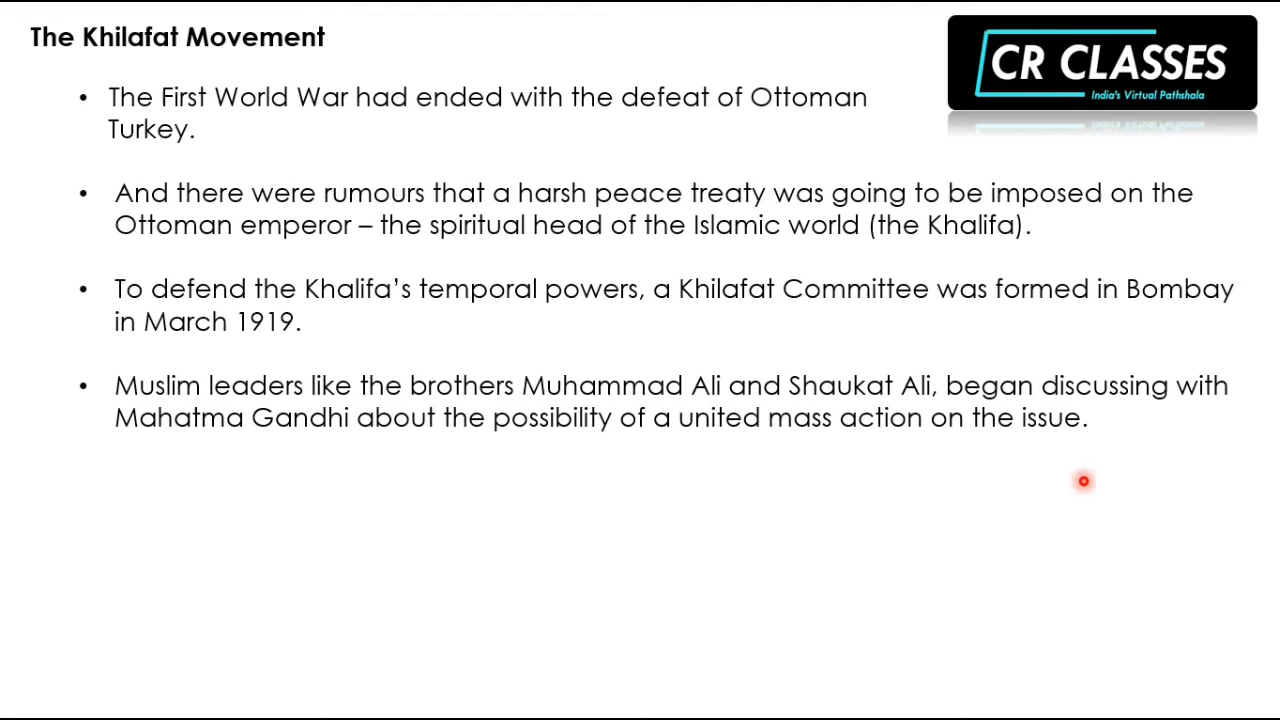 The Khilafat Movement
CR CLASSES
India's Virtual Pathshala
• The First World War had ended with the defeat of Ottoman
Turkey.
• And there were rumours that a harsh peace treaty was going to be imposed on the
Ottoman emperor – the spiritual head of the Islamic world (the Khalifa).
• To defend the Khalifa’s temporal powers, a Khilafat Committee was formed in Bombay
in March 1919.
• Muslim leaders like the brothers Muhammad Ali and Shaukat Ali, began discussing with
Mahatma Gandhi about the possibility of a united mass action on the issue.